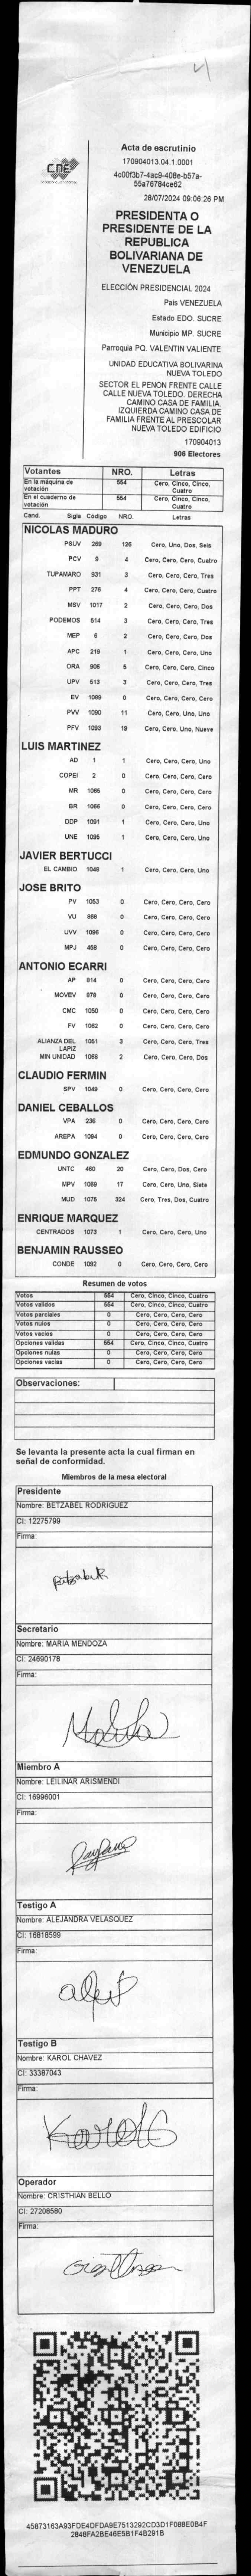 4
CNE
Acta de escrutinio
170904013.04.1.0001
4c00f3b7-4ac9-408e-b57a-
55a76784ce62
28/07/2024 09:06:26 PM
PRESIDENTA O
PRESIDENTE DE LA
REPUBLICA
BOLIVARIANA DE
VENEZUELA
ELECCIÓN PRESIDENCIAL 2024
Pais VENEZUELA
Estado EDO. SUCRE
Municipio MP. SUCRE
Parroquia PQ. VALENTIN VALIENTE
UNIDAD EDUCATIVA BOLIVARINA
NUEVA TOLEDO
SECTOR EL PENON FRENTE CALLE
CALLE NUEVA TOLEDO. DERECHA
CAMINO CASA DE FAMILIA.
IZQUIERDA CAMINO CASA DE
FAMILIA FRENTE AL PRESCOLAR
NUEVA TOLEDO EDIFICIO
170904013
906 Electores
Votantes NRO. Letras
En la máquina de votación 554 Cero, Cinco, Cinco, Cuatro
En el cuaderno de votación 554 Cero, Cinco, Cinco, Cuatro
Cand. Sigla Código NRO. Letras
NICOLAS MADURO
PSUV 269 126 Cero, Uno, Dos, Seis
PCV 9 4 Cero, Cero, Cero, Cuatro
TUPAMARO 931 3 Cero, Cero, Cero, Tres
PPT 276 4 Cero, Cero, Cero, Cuatro
MSV 1017 2 Cero, Cero, Cero, Dos
PODEMOS 514 3 Cero, Cero, Cero, Tres
MEP 6 2 Cero, Cero, Cero, Dos
APC 219 1 Cero, Cero, Cero, Uno
ORA 906 5 Cero, Cero, Cero, Cinco
UPV 513 3 Cero, Cero, Cero, Tres
EV 1089 0 Cero, Cero, Cero, Cero
PVV 1090 11 Cero, Cero, Uno, Uno
PFV 1093 19 Cero, Cero, Uno, Nueve
LUIS MARTINEZ
AD 1 1 Cero, Cero, Cero, Uno
COPEI 2 0 Cero, Cero, Cero, Cero
MR 1065 0 Cero, Cero, Cero, Cero
BR 1066 0 Cero, Cero, Cero, Cero
DDP 1091 1 Cero, Cero, Cero, Uno
UNE 1095 1 Cero, Cero, Cero, Uno
JAVIER BERTUCCI
EL CAMBIO 1048 1 Cero, Cero, Cero, Uno
JOSE BRITO
PV 1053 0 Cero, Cero, Cero, Cero
VU 868 0 Cero, Cero, Cero, Cero
UVV 1096 0 Cero, Cero, Cero, Cero
MPJ 458 0 Cero, Cero, Cero, Cero
ANTONIO ECARRI
AP 814 0 Cero, Cero, Cero, Cero
MOVEV 878 0 Cero, Cero, Cero, Cero
CMC 1050 0 Cero, Cero, Cero, Cero
FV 1062 0 Cero, Cero, Cero, Cero
ALIANZA DEL LAPIZ 1051 3 Cero, Cero, Cero, Tres
MIN UNIDAD 1068 2 Cero, Cero, Cero, Dos
CLAUDIO FERMIN
SPV 1049 0 Cero, Cero, Cero, Cero
DANIEL CEBALLOS
VPA 236 0 Cero, Cero, Cero, Cero
AREPA 1094 0 Cero, Cero, Cero, Cero
EDMUNDO GONZALEZ
UNTC 460 20 Cero, Cero, Dos, Cero
MPV 1069 17 Cero, Cero, Uno, Siete
MUD 1075 324 Cero, Tres, Dos, Cuatro
ENRIQUE MARQUEZ
CENTRADOS 1073 1 Cero, Cero, Cero, Uno
BENJAMIN RAUSSEO
CONDE 1092 0 Cero, Cero, Cero, Cero
Resumen de votos
Votos 554 Cero, Cinco, Cinco, Cuatro
Votos validos 554 Cero, Cinco, Cinco, Cuatro
Votos parciales 0 Cero, Cero, Cero, Cero
Votos nulos 0 Cero, Cero, Cero, Cero
Votos vacios 0 Cero, Cero, Cero, Cero
Opciones validas 554 Cero, Cinco, Cinco, Cuatro
Opciones nulas 0 Cero, Cero, Cero, Cero
Opciones vacias 0 Cero, Cero, Cero, Cero
Observaciones:
Se levanta la presente acta la cual firman en
señal de conformidad.
Miembros de la mesa electoral
Presidente
Nombre: BETZABEL RODRIGUEZ
CI: 12275799
Firma:
Secretario
Nombre: MARIA MENDOZA
CI: 24690178
Firma:
Miembro A
Nombre: LEILINAR ARISMENDI
CI: 16996001
Firma:
Testigo A
Nombre: ALEJANDRA VELASQUEZ
CI: 16818599
Firma:
Testigo B
Nombre: KAROL CHAVEZ
CI: 33387043
Firma:
Operador
Nombre: CRISTHIAN BELLO
CI: 27208580
Firma:
45873163A93FDE4DFDA9E7513292CD3D1F088E0B4F
2848FA2BE46E5B1F4B291B